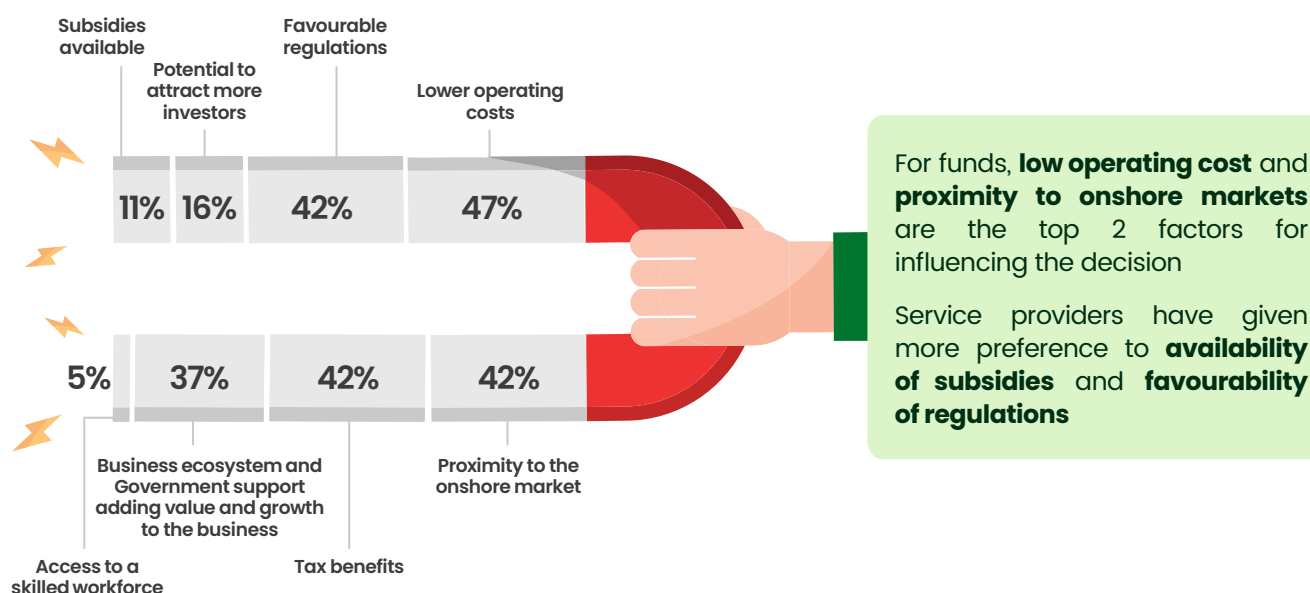 Subsidies
available
Favourable
regulations
Potential to
attract more
investors
Lower operating
costs
11% 16% 42% 47%
5% 37% 42% 42%
Business ecosystem and
Government support
adding value and growth
to the business
Proximity to the
onshore market
Access to a
skilled workforce
Tax benefits
For funds, low operating cost and
proximity to onshore markets
are the top 2 factors for
influencing the decision
Service providers have given
more preference to availability
of subsidies and favourability
of regulations